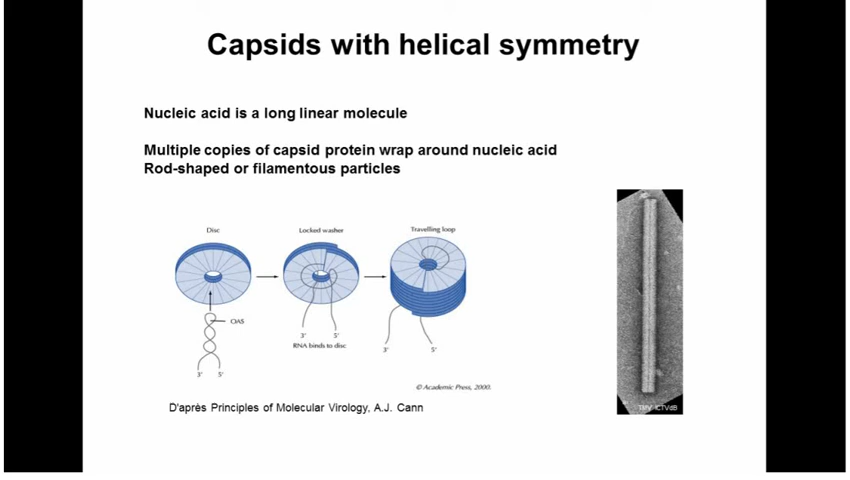 Capsids with helical symmetry
Nucleic acid is a long linear molecule
Multiple copies of capsid protein wrap around nucleic acid
Rod-shaped or filamentous particles
Disc
Locked washer
Travelling loop
OAS
3'
5'
3'
5'
RNA binds to disc
3'
5'
© Academic Press, 2000.
D'après Principles of Molecular Virology, A.J. Cann
TMV ICTVdB